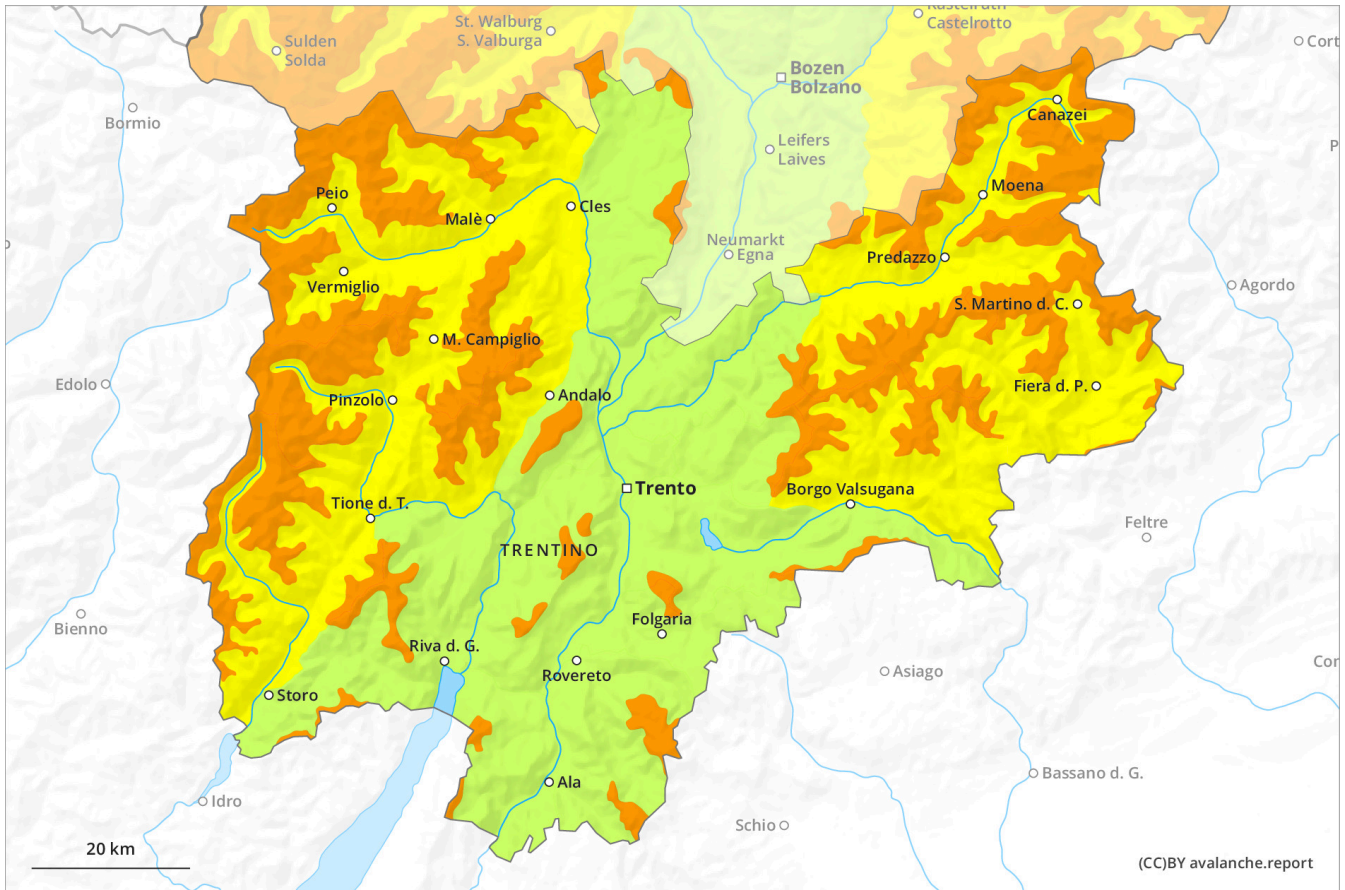 Kastelruth
Castelrotto
St. Walburg
S. Valburga
Sulden
Solda
Cort
Bozen
Bolzano
Bormio
Canazei
Leifers
Laives
Moena
Peio
Malè
Cles
Neumarkt
Egna
Predazzo
Vermiglio
Agordo
S. Martino d. C.
M. Campiglio
Edolo
Pinzolo
Andalo
Fiera d. P.
Trento
Borgo Valsugana
Tione d. T.
Feltre
TRENTINO
Bienno
Folgaria
Riva d. G.
Rovereto
Asiago
Cor
Storo
Bassano d. G.
Ala
Idro
Schio
20 km
(CC)BY avalanche.report